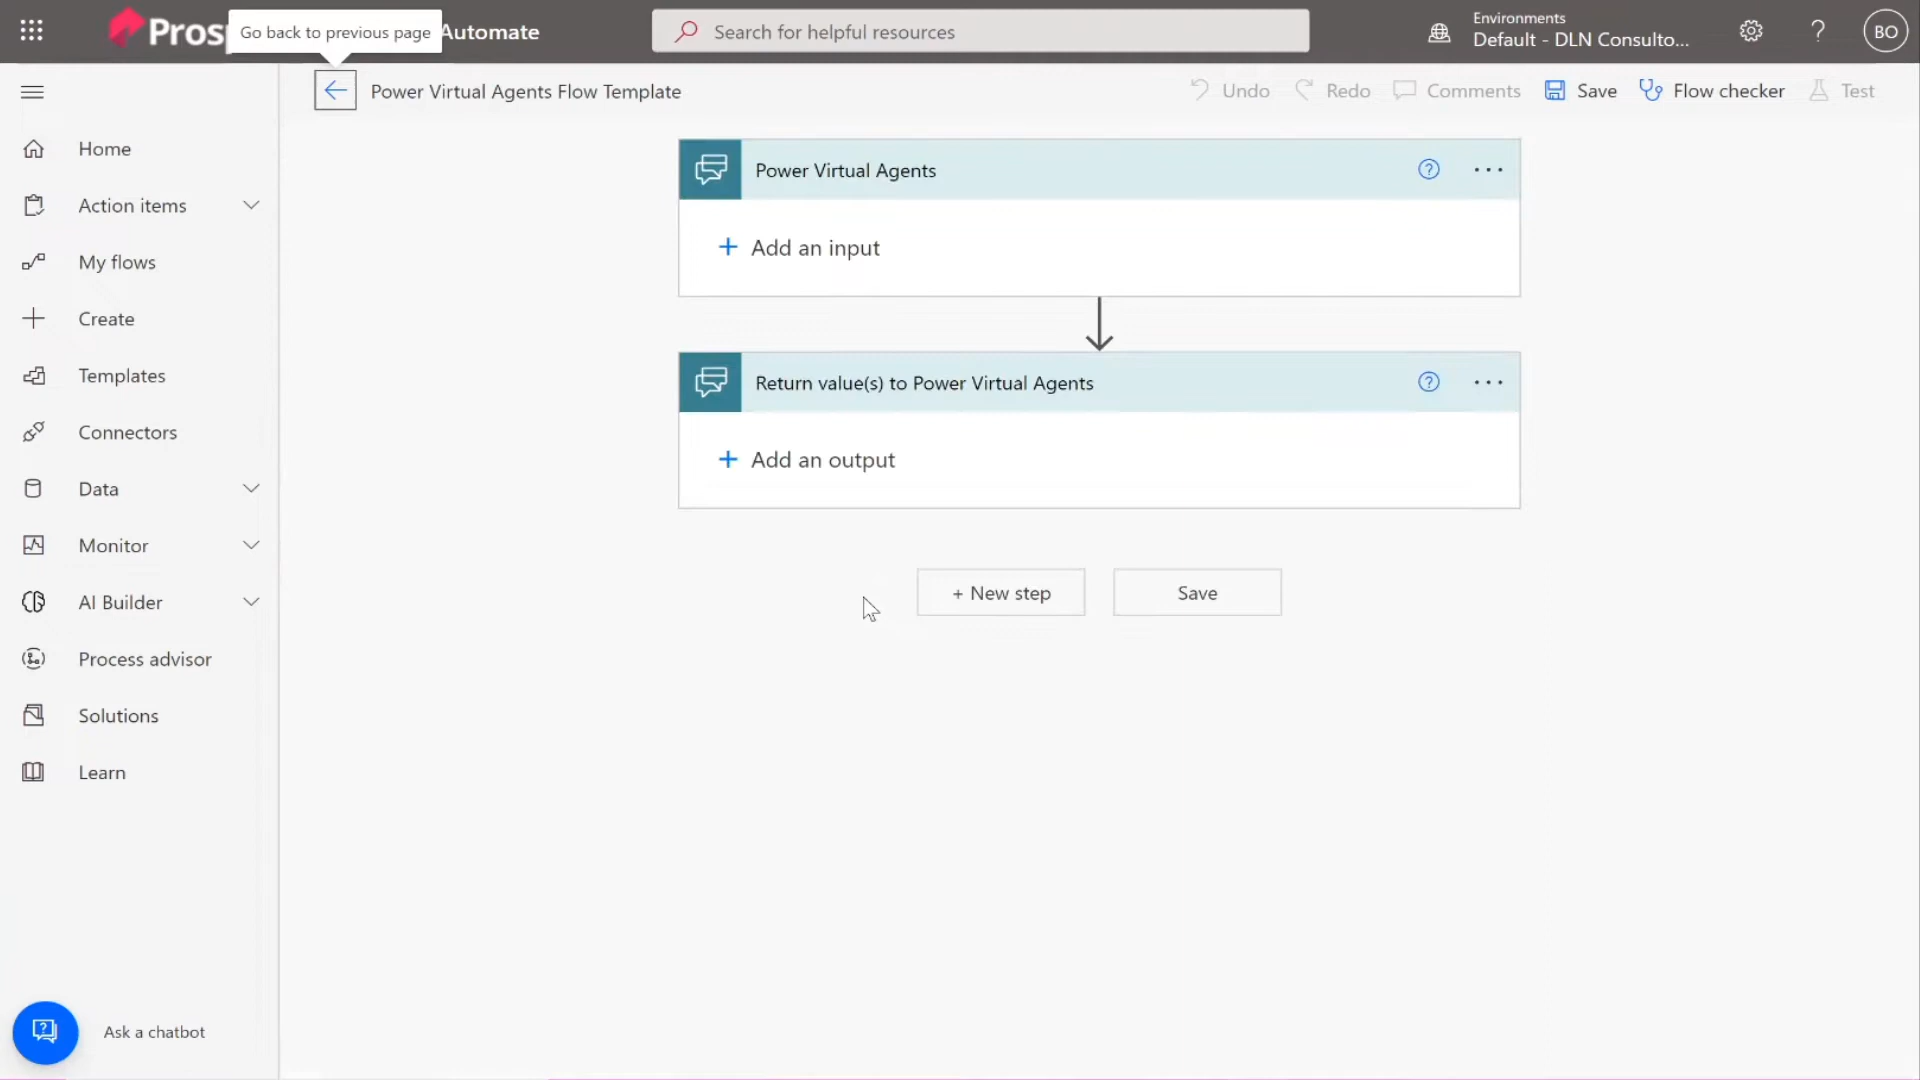 Prosp
Go back to previous page
Automate
Search for helpful resources
Environments
Default - DLN Consulto...
BO
Power Virtual Agents Flow Template
Undo
Redo
Comments
Save
Flow checker
Test
Home
Action items
My flows
Create
Templates
Connectors
Data
Monitor
AI Builder
Process advisor
Solutions
Learn
Ask a chatbot
Power Virtual Agents
+ Add an input
Return value(s) to Power Virtual Agents
+ Add an output
+ New step
Save